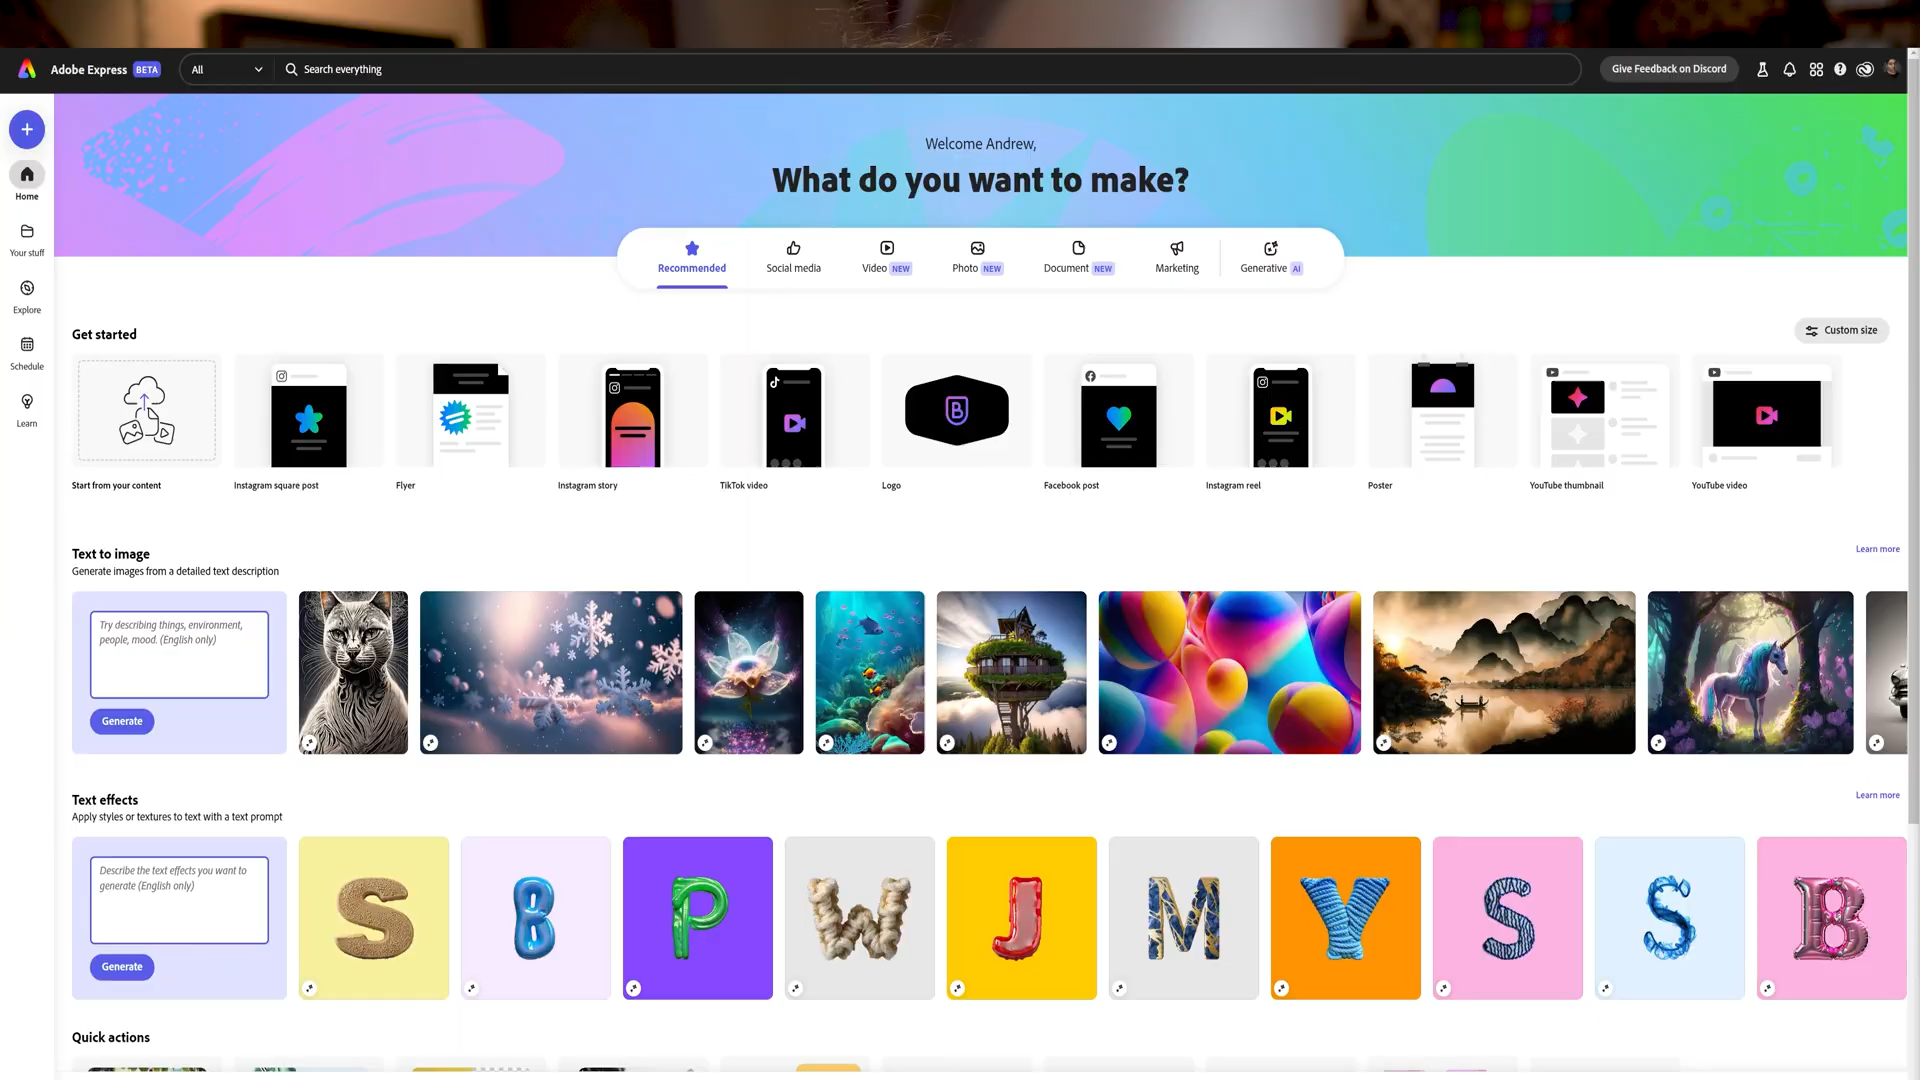 Adobe Express BETA
All
Search everything
Give Feedback on Discord
Home
Your stuff
Explore
Schedule
Learn
Welcome Andrew,
What do you want to make?
Recommended
Social media
Video NEW
Photo NEW
Document NEW
Marketing
Generative AI
Get started
Custom size
Start from your content
Instagram square post
Flyer
Instagram story
TikTok video
B
Logo
Facebook post
Instagram reel
Poster
YouTube thumbnail
YouTube video
Text to image
Learn more
Generate images from a detailed text description
Try describing things, environment,
people, mood. (English only)
Generate
Text effects
Learn more
Apply styles or textures to text with a text prompt
Describe the text effects you want to
generate (English only)
Generate
S
B
P
W
J
M
Y
S
S
B
Quick actions